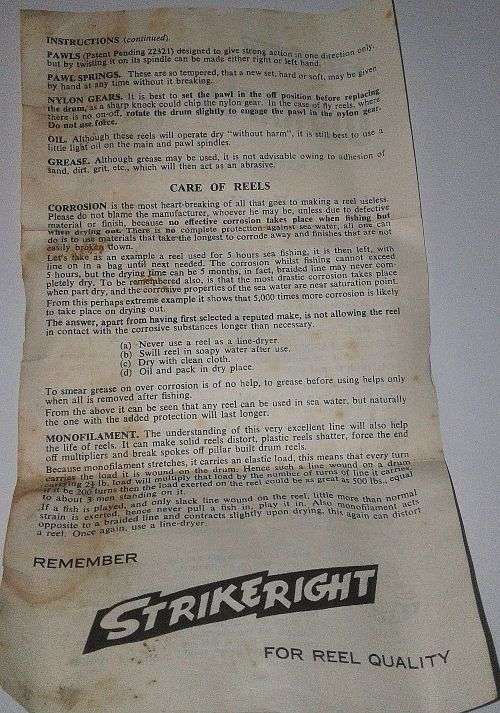 INSTRUCTIONS (continued)
PAWLS (Patent Pending 22321) designed to give strong action in one direction only,
but by twisting it on its spindle can be made either right or left hand.
PAWL SPRINGS. These are so tempered, that a new set, hard or soft, may be given
by hand at any time without it breaking.
NYLON GEARS. It is best to set the pawl in the off position before replacing
the drum, as a sharp knock could chip the nylon gear. In the case of fly reels, where
there is no on-off, rotate the drum slightly to engage the pawl in the nylon gear.
Do not use force.
OIL. Although these reels will operate dry "without harm", it is still best to use a
little light oil on the main and pawl spindles.
GREASE. Although grease may be used, it is not advisable owing to adhesion of
sand, dirt, grit, etc., which will then act as an abrasive.
CARE OF REELS
CORROSION is the most heart-breaking of all that goes to making a reel useless.
Please do not blame the manufacturer, whoever he may be, unless due to defective
material or finish, because no effective corrosion takes place when fishing but
when drying out. There is no complete protection against sea water, all one can
do is to use materials that take the longest to corrode away and finishes that are not
easily broken down.
Let's take as an example a reel used for 5 hours sea fishing, it is then left, with
line on in a bag until next needed. The corrosion whilst fishing cannot exceed
5 hours, but the drying time can be 5 months, in fact, braided line may never com-
pletely dry. To be remembered also, is that the most drastic corrosion takes place
when part dry, and the corrosive properties of the sea water are near saturation point.
From this perhaps extreme example it shows that 5,000 times more corrosion is likely
to take place on drying out.
The answer, apart from having first selected a reputed make, is not allowing the reel
in contact with the corrosive substances longer than necessary.
(a) Never use a reel as a line-dryer.
(b) Swill reel in soapy water after use.
(c) Dry with clean cloth.
(d) Oil and pack in dry place.
To smear grease on over corrosion is of no help, to grease before using helps only
when all is removed after fishing.
From the above it can be seen that any reel can be used in sea water, but naturally
the one with the added protection will last longer.
MONOFILAMENT. The understanding of this very excellent line will also help
the life of reels. It can make solid reels distort, plastic reels shatter, force the end
off multipliers and break spokes off pillar built drum reels.
Because monofilament stretches, it carries an elastic load, this means that every turn
carries the load it is wound on the drum. Hence such a line wound on a drum
carrying 2½ lb. load will multiply that load by the number of turns of line it carries,
if it be 200 turns then the load exerted on the reel could be as great as 500 lbs., equal
to about 3 men standing on it.
If a fish is played, and only slack line wound on the reel, little more than normal
strain is exerted, hence never pull a fish in, play it in. Also monofilament acts
opposite to a braided line and contracts slightly upon drying, this again can distort
a reel. Once again, use a line-dryer
REMEMBER
STRIKERIGHT
FOR REEL QUALITY